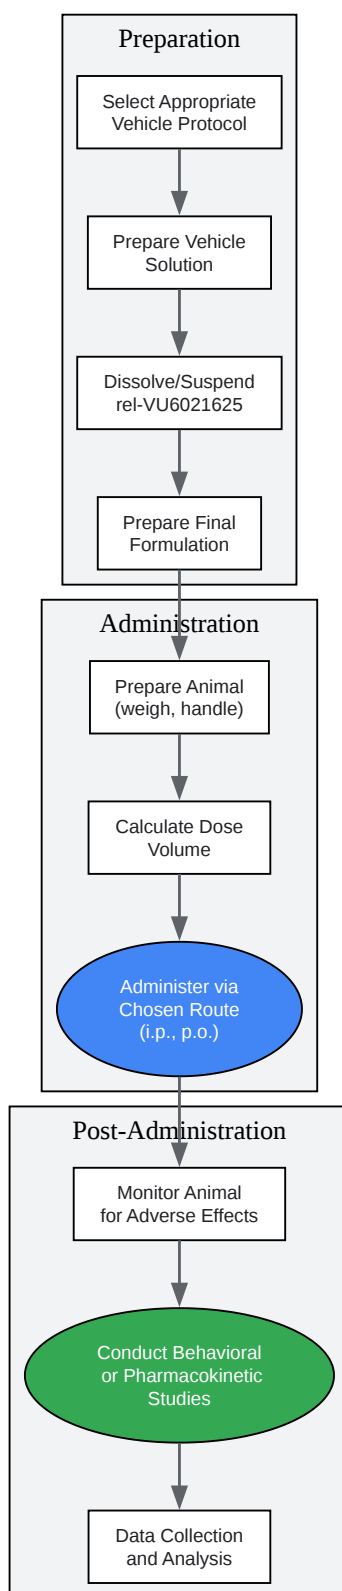 Preparation
Select Appropriate
Vehicle Protocol
Prepare Vehicle
Solution
Dissolve/Suspend
rel-VU6021625
Prepare Final
Formulation
Administration
Prepare Animal
(weigh, handle)
Calculate Dose
Volume
Administer via
Chosen Route
(i.p., p.o.)
Post-Administration
Monitor Animal
for Adverse Effects
Conduct Behavioral
or Pharmacokinetic
Studies
Data Collection
and Analysis